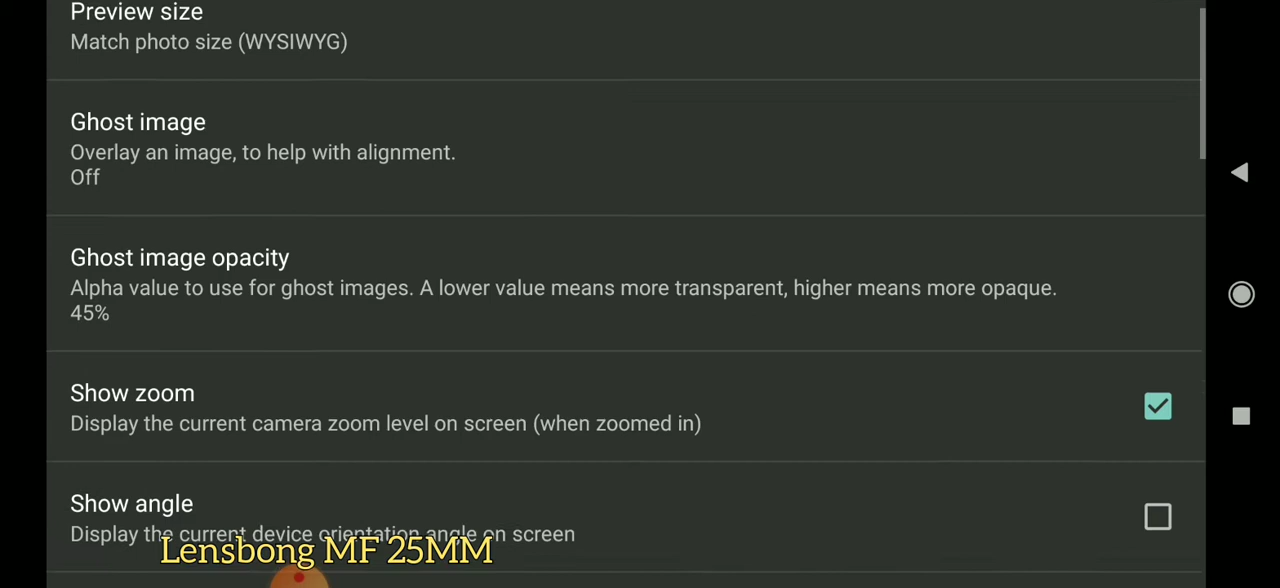 Preview size
Match photo size (WYSIWYG)
Ghost image
Overlay an image, to help with alignment.
Off
Ghost image opacity
Alpha value to use for ghost images. A lower value means more transparent, higher means more opaque.
45%
Show zoom
Display the current camera zoom level on screen (when zoomed in)
Show angle
Display the current device orientation angle on screen
Lensbong MF 25MM